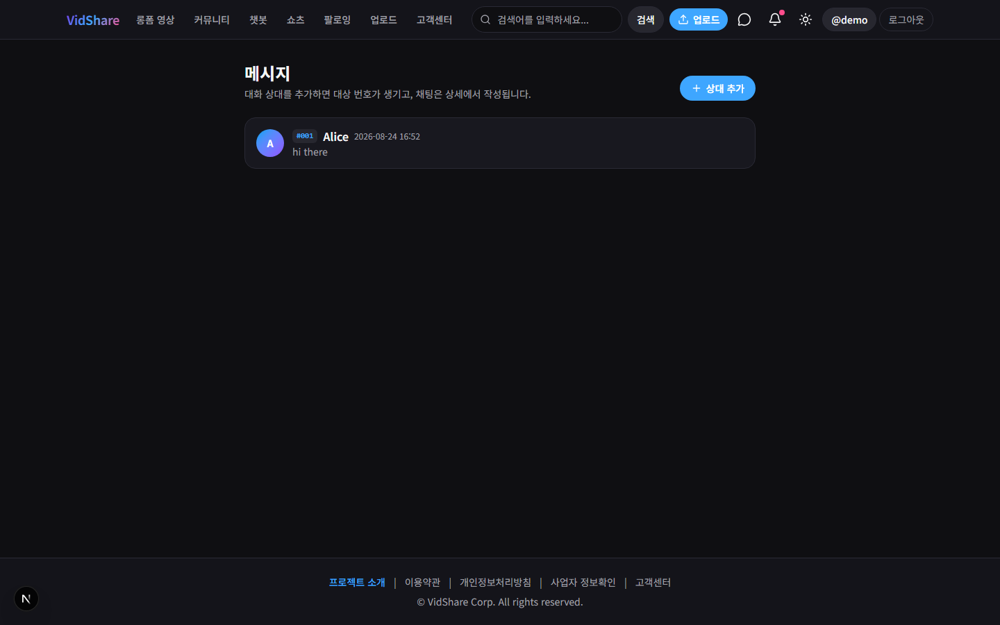 VidShare 롱폼 영상 커뮤니티 챗봇 쇼츠 팔로잉 업로드 고객센터 검색어를 입력하세요... 검색 업로드 @demo 로그아웃
메시지
대화 상대를 추가하면 대상 번호가 생기고, 채팅은 상세에서 작성됩니다.
+ 상대 추가
A
#001 Alice 2026-08-24 16:52
hi there
프로젝트 소개 | 이용약관 | 개인정보처리방침 | 사업자 정보확인 | 고객센터
© VidShare Corp. All rights reserved.
N